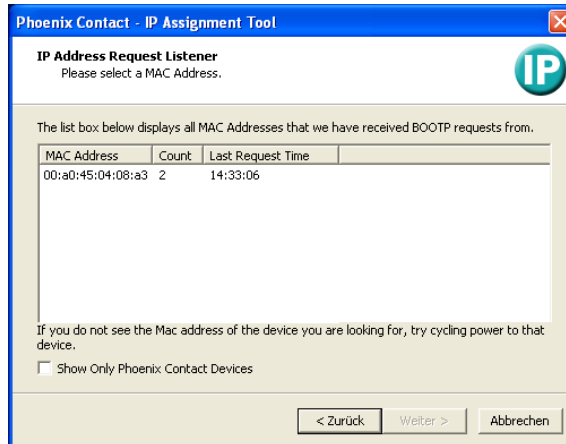 Phoenix Contact - IP Assignment Tool
IP Address Request Listener
Please select a MAC Address.
IP
The list box below displays all MAC Addresses that we have received BOOTP requests from.
MAC Address Count Last Request Time
00:a0:45:04:08:a3 2 14:33:06
If you do not see the Mac address of the device you are looking for, try cycling power to that
device.
Show Only Phoenix Contact Devices
< Zurück Weiter > Abbrechen